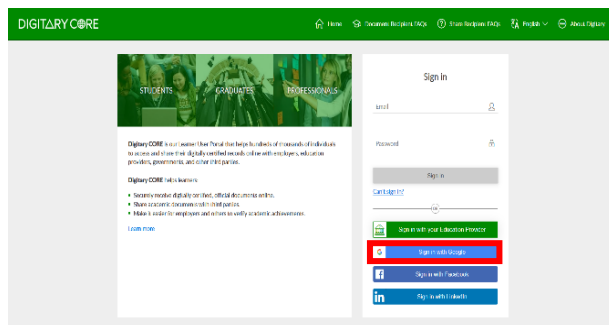 DIGITARY CORE
Home
Document Recipient FAQs
Share Recipient FAQs
English
About Digitary
STUDENTS
GRADUATES
PROFESSIONALS
Digitary CORE is our Learner User Portal that helps hundreds of thousands of individuals
to access and share their digitally certified records online with employers, education
providers, governments, and other third parties.
Digitary CORE helps learners:
Securely receive digitally certified, official documents online.
Share academic documents with third parties.
Make it easier for employers and others to verify academic achievements.
Learn more
Sign in
Email
Password
Sign in
Can't sign in?
OR
Sign in with your Education Provider
G Sign in with Google
f Sign in with Facebook
in Sign in with LinkedIn